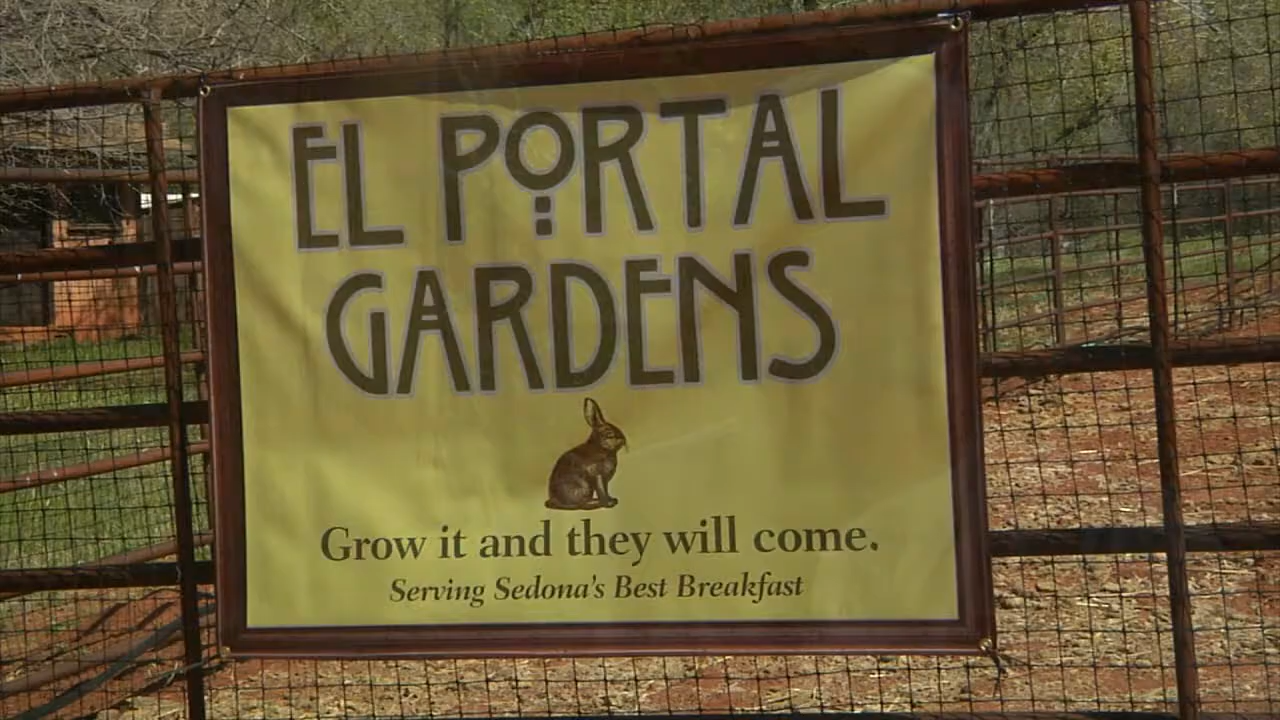 EL PORTAL
GARDENS
Grow it and they will come.
Serving Sedona's Best Breakfast